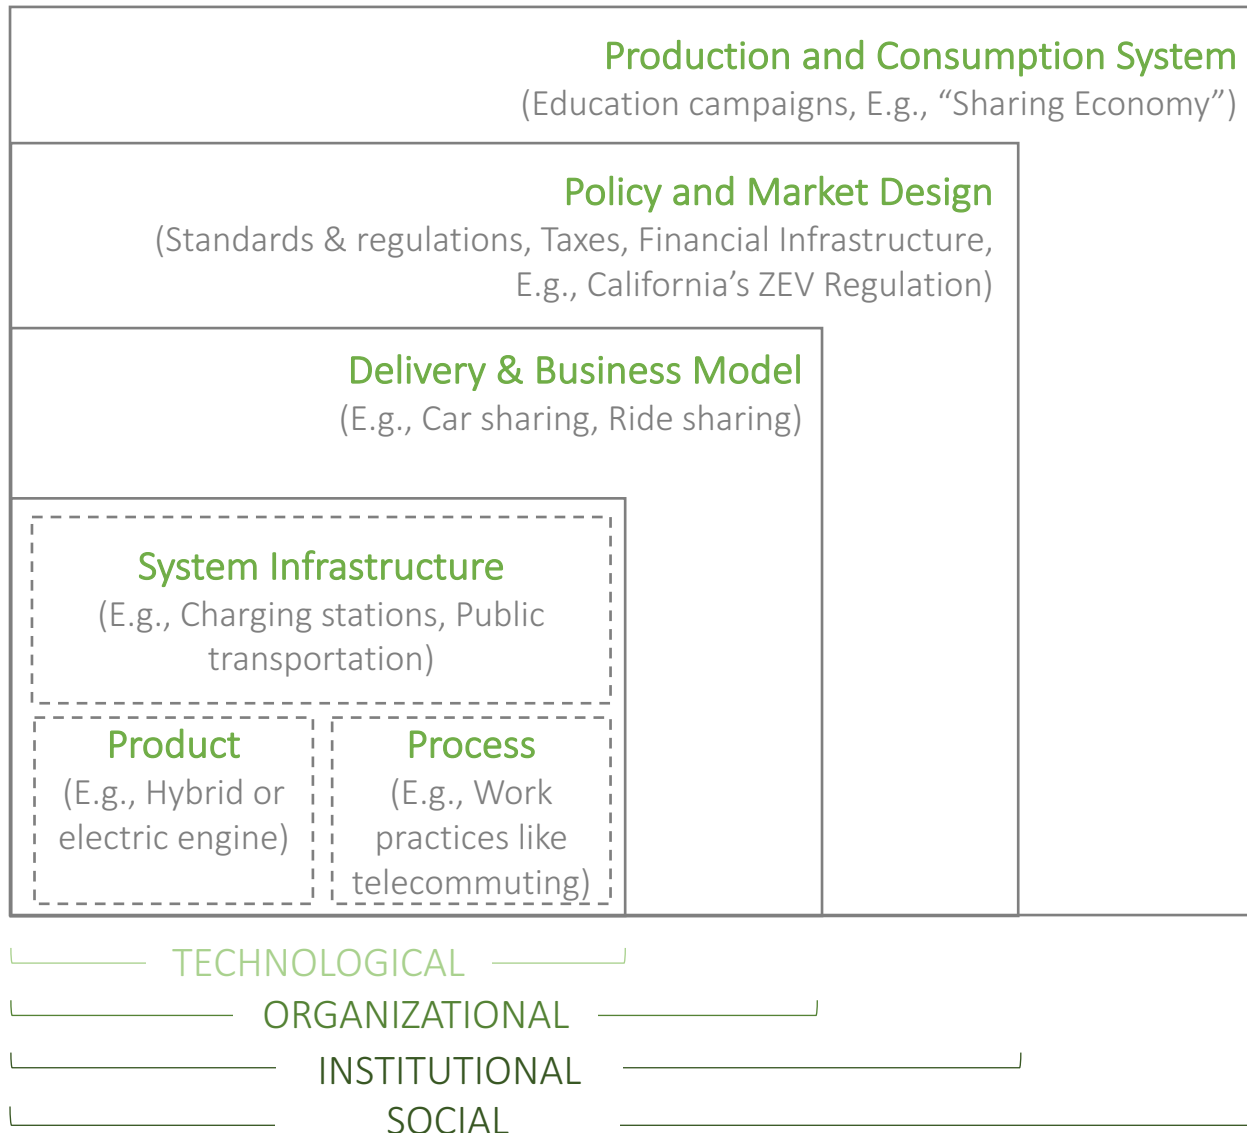 Production and Consumption System
(Education campaigns, E.g., “Sharing Economy”)
Policy and Market Design
(Standards & regulations, Taxes, Financial Infrastructure,
E.g., California’s ZEV Regulation)
Delivery & Business Model
(E.g., Car sharing, Ride sharing)
System Infrastructure
(E.g., Charging stations, Public
transportation)
Product
(E.g., Hybrid or
electric engine)
Process
(E.g., Work
practices like
telecommuting)
TECHNOLOGICAL
ORGANIZATIONAL
INSTITUTIONAL
SOCIAL